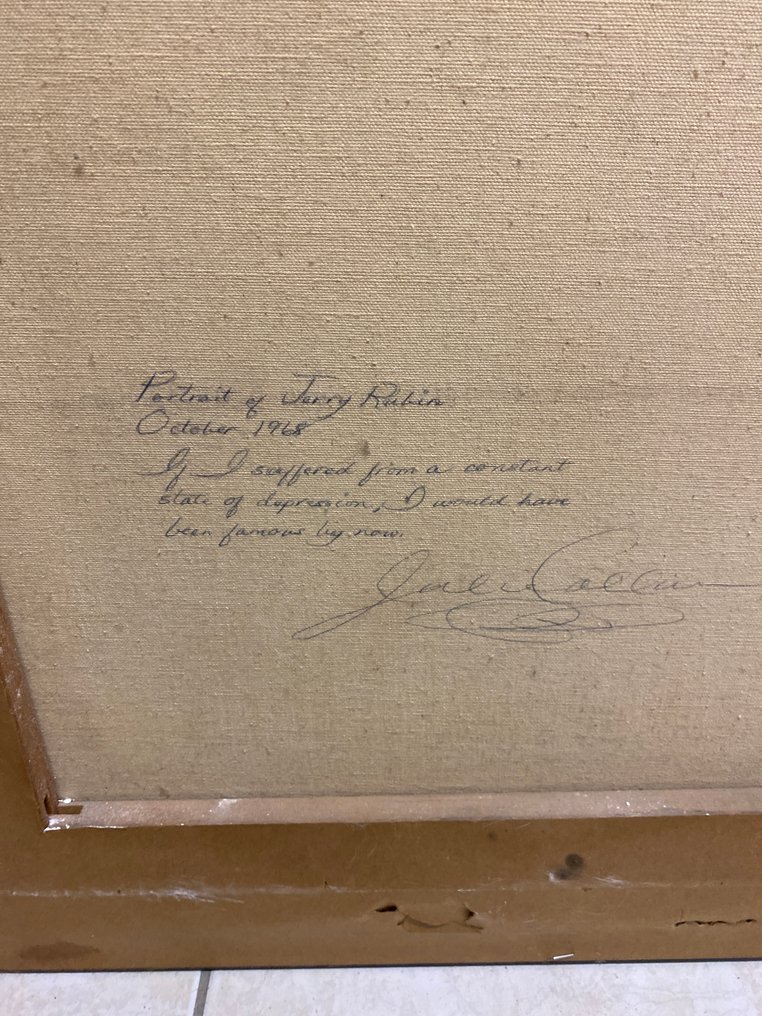 Portrait of Jerry Rubin
October 1968
If I suffered from a constant
state of depression, I would have
been famous by now.